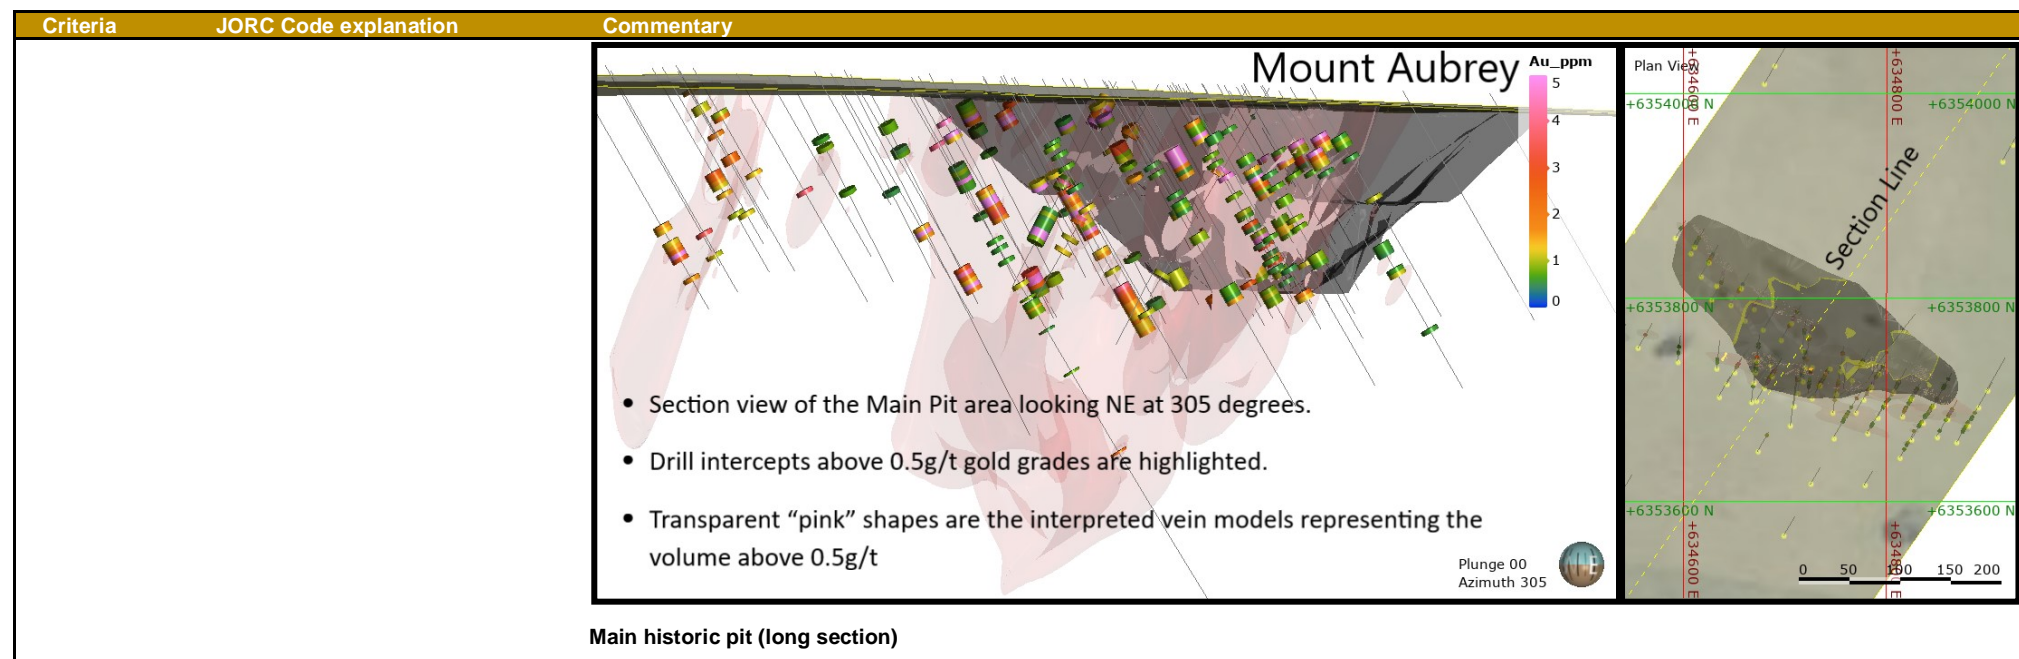 Criteria JORC Code explanation Commentary
Mount Aubrey
Au_ppm
5
4
3
2
1
0
• Section view of the Main Pit area looking NE at 305 degrees.
• Drill intercepts above 0.5g/t gold grades are highlighted.
• Transparent “pink” shapes are the interpreted vein models representing the
volume above 0.5g/t
Plunge 00
Azimuth 305
E
Plan View
+634600 E
+634800 E
+6354000 N
+6354000 N
Section Line
+6353800 N
+6353800 N
+6353600 N
+6353600 N
+634600 E
+634800 E
0 50 100 150 200
Main historic pit (long section)